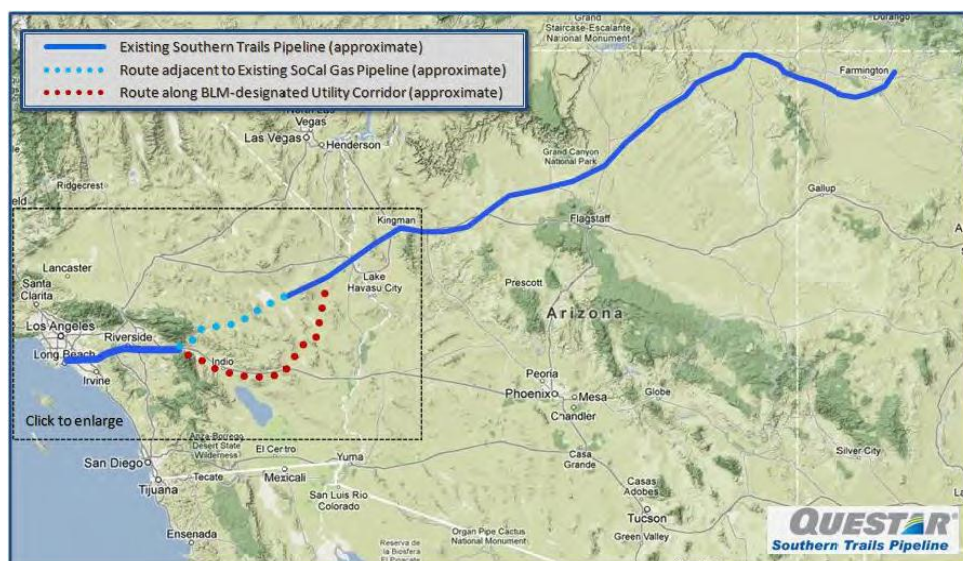 Grand
Staircase-Escalante
National Monument
Durango
Existing Southern Trails Pipeline (approximate)
Route adjacent to Existing SoCal Gas Pipeline (approximate)
Route along BLM-designated Utility Corridor (approximate)
Farmington
Vegas
Las Vegas
Henderson
Grand Canyon
National Park
Ridgecrest
Gallup
Kingman
Flagstaff
Lancaster
Santa
Clarita
Lake
Havasu City
Prescott
Los Angeles
Riverside
Arizona
Long Beach
Indio
Irvine
Peoria
Phoenix
Mesa
Globe
Chandler
Click to enlarge
Anza-Borrego
Desert State
Wilderness
El Centro
Casa
Grande
Silver City
San Diego
Yuma
Tecate
Mexicali
Tijuana
San Luis Rio
Colorado
Casas
Adobes
Tucson
Organ Pipe Cactus
National Monument
Green Valley
Ensenada
Reserva de
la Biosfera
QUESTAR
Southern Trails Pipeline